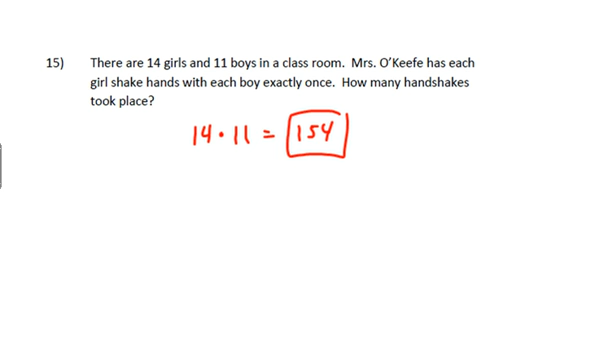 15) There are 14 girls and 11 boys in a class room. Mrs. O'Keefe has each
girl shake hands with each boy exactly once. How many handshakes
took place?
14 · 11 = 154